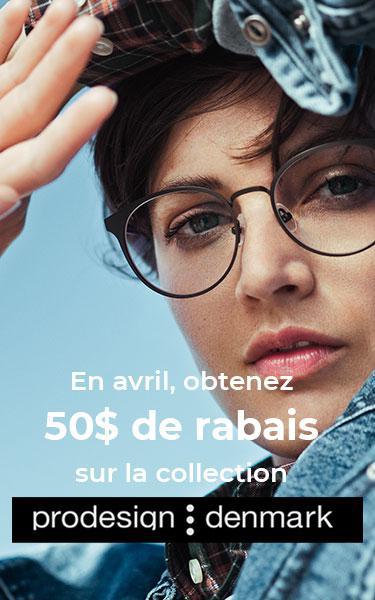 En avril, obtenez
50$ de rabais
sur la collection
prodesign denmark